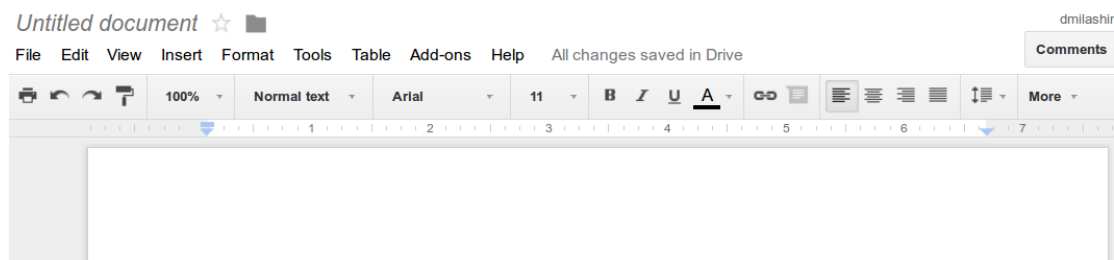 Untitled document
dmilashin
File Edit View Insert Format Tools Table Add-ons Help All changes saved in Drive
Comments
100% Normal text Arial 11 B I U A More
1 2 3 4 5 6 7